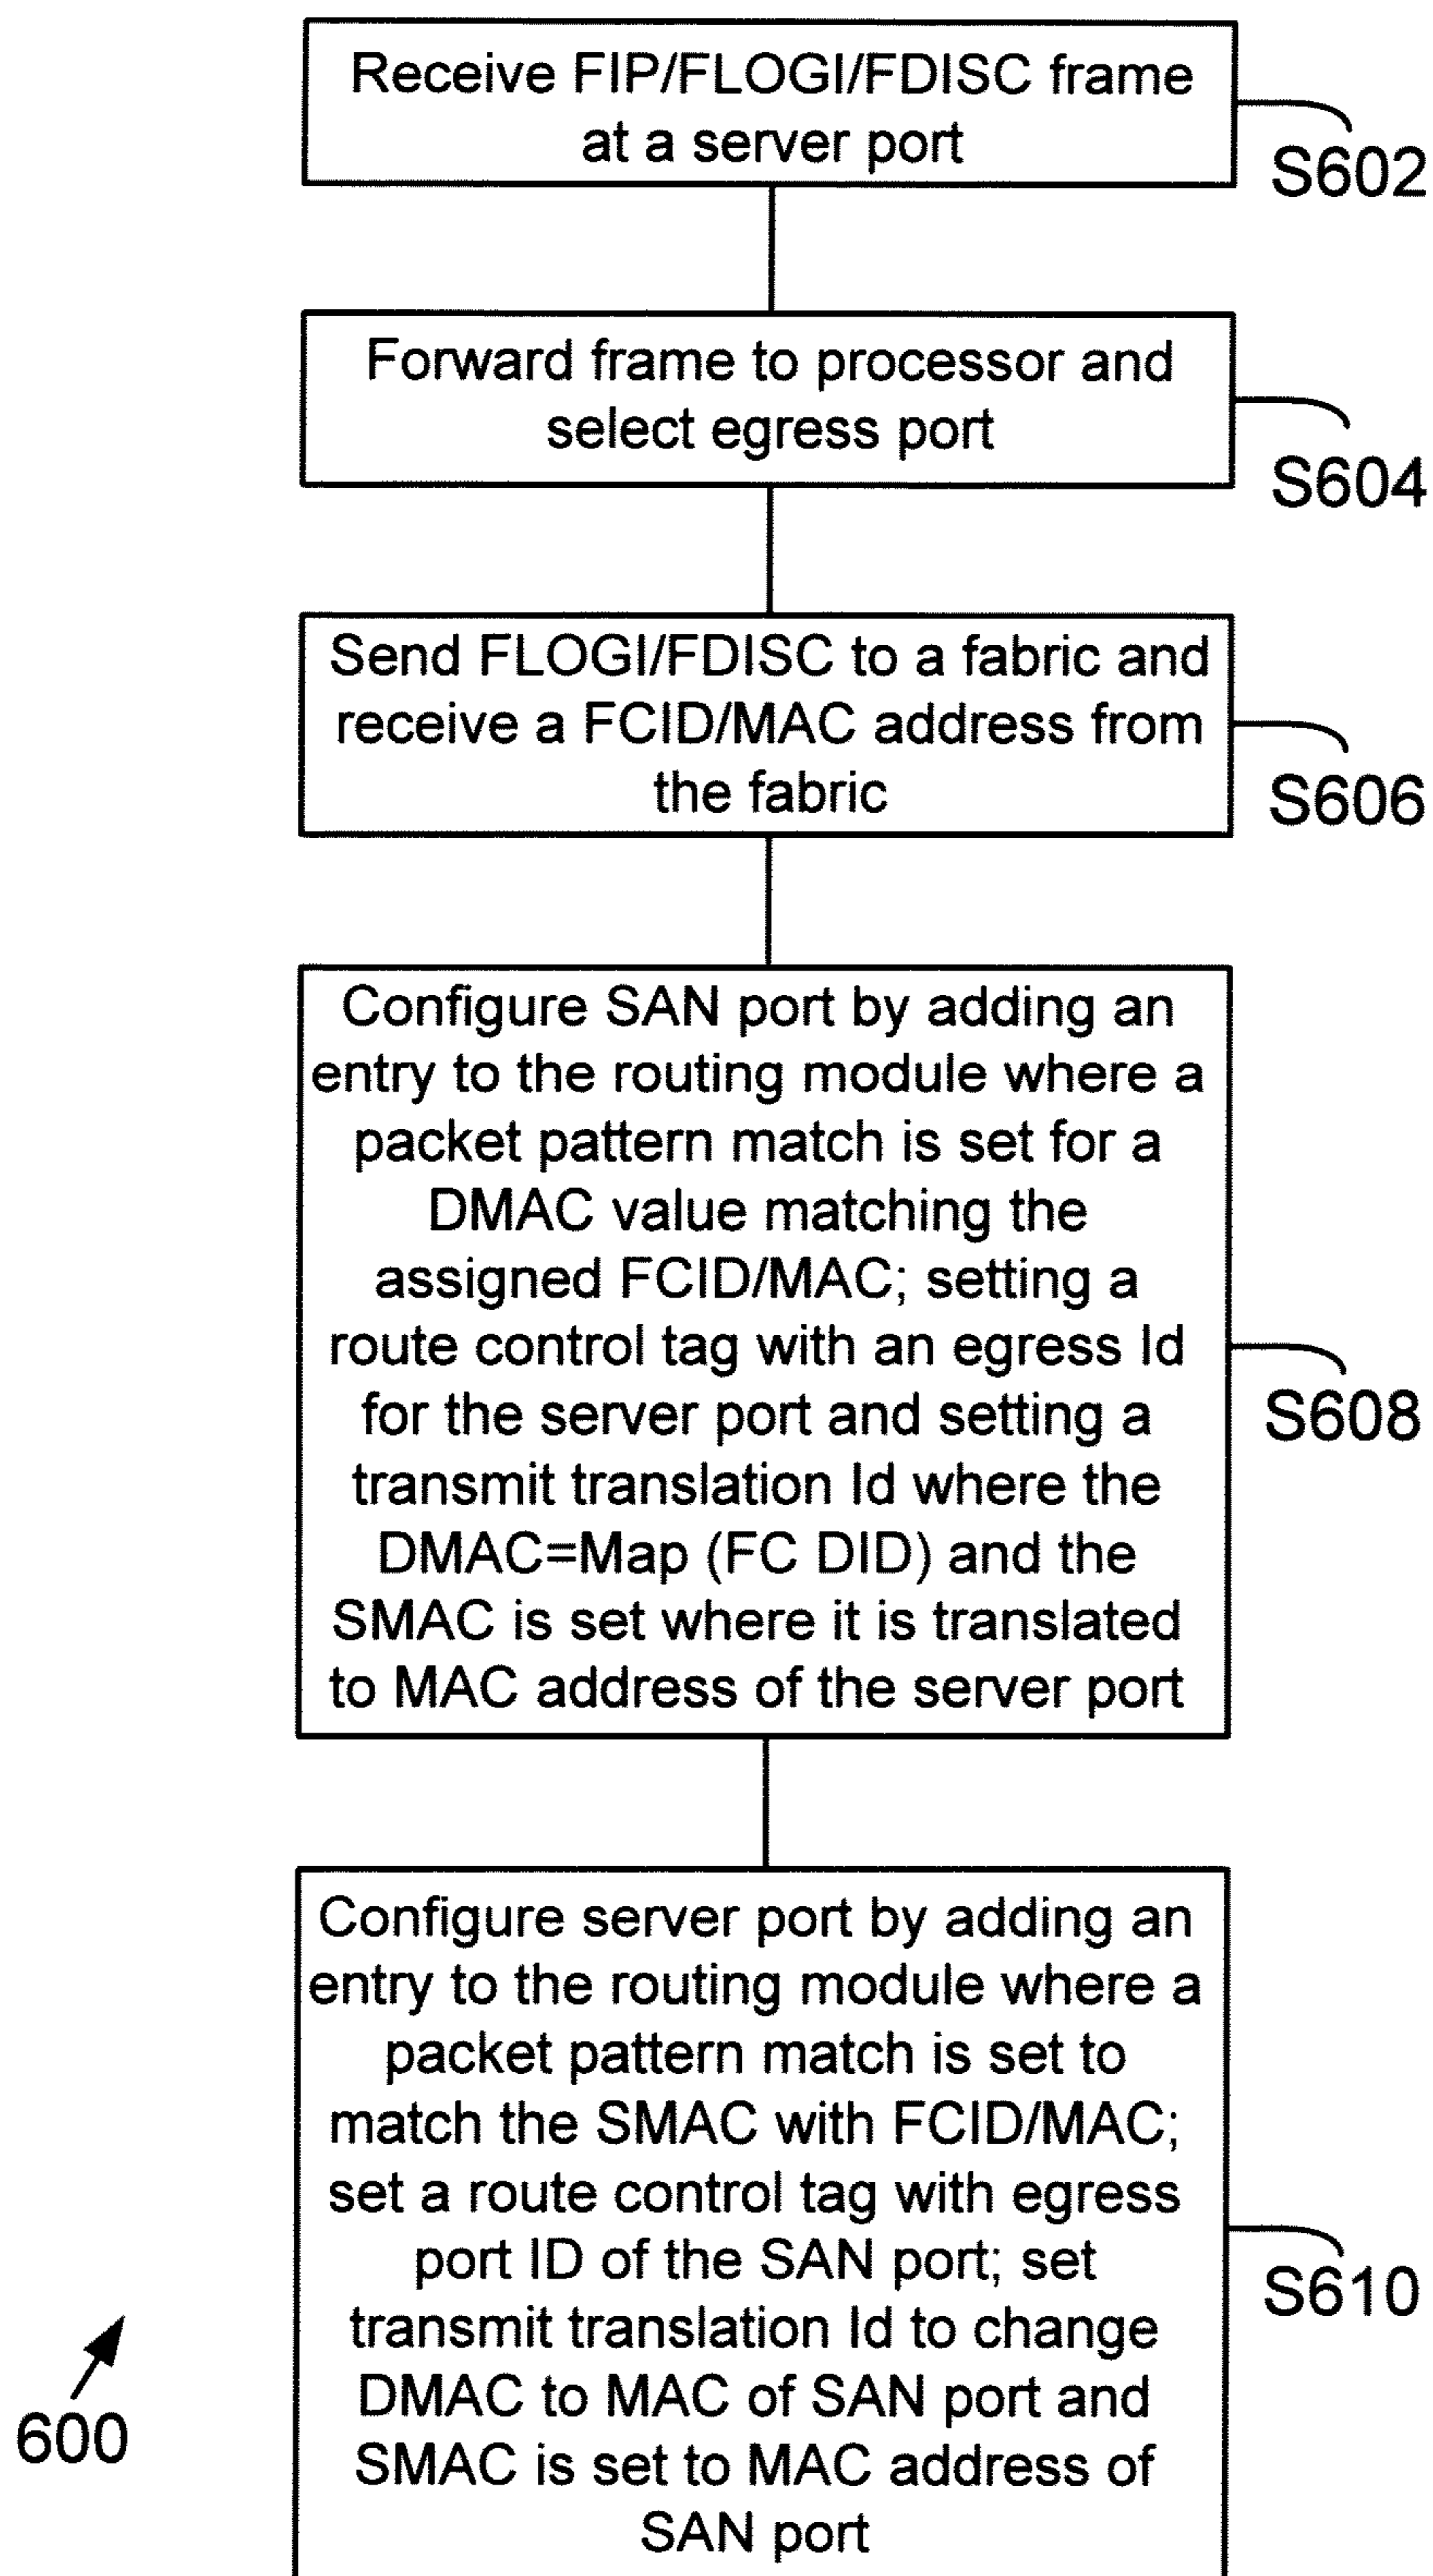 Receive FIP/FLOGI/FDISC frame
at a server port
S602
Forward frame to processor and
select egress port
S604
Send FLOGI/FDISC to a fabric and
receive a FCID/MAC address from
the fabric
S606
Configure SAN port by adding an
entry to the routing module where a
packet pattern match is set for a
DMAC value matching the
assigned FCID/MAC; setting a
route control tag with an egress Id
for the server port and setting a
transmit translation Id where the
DMAC=Map (FC DID) and the
SMAC is set where it is translated
to MAC address of the server port
S608
Configure server port by adding an
entry to the routing module where a
packet pattern match is set to
match the SMAC with FCID/MAC;
set a route control tag with egress
port ID of the SAN port; set
transmit translation Id to change
DMAC to MAC of SAN port and
SMAC is set to MAC address of
SAN port
S610
600